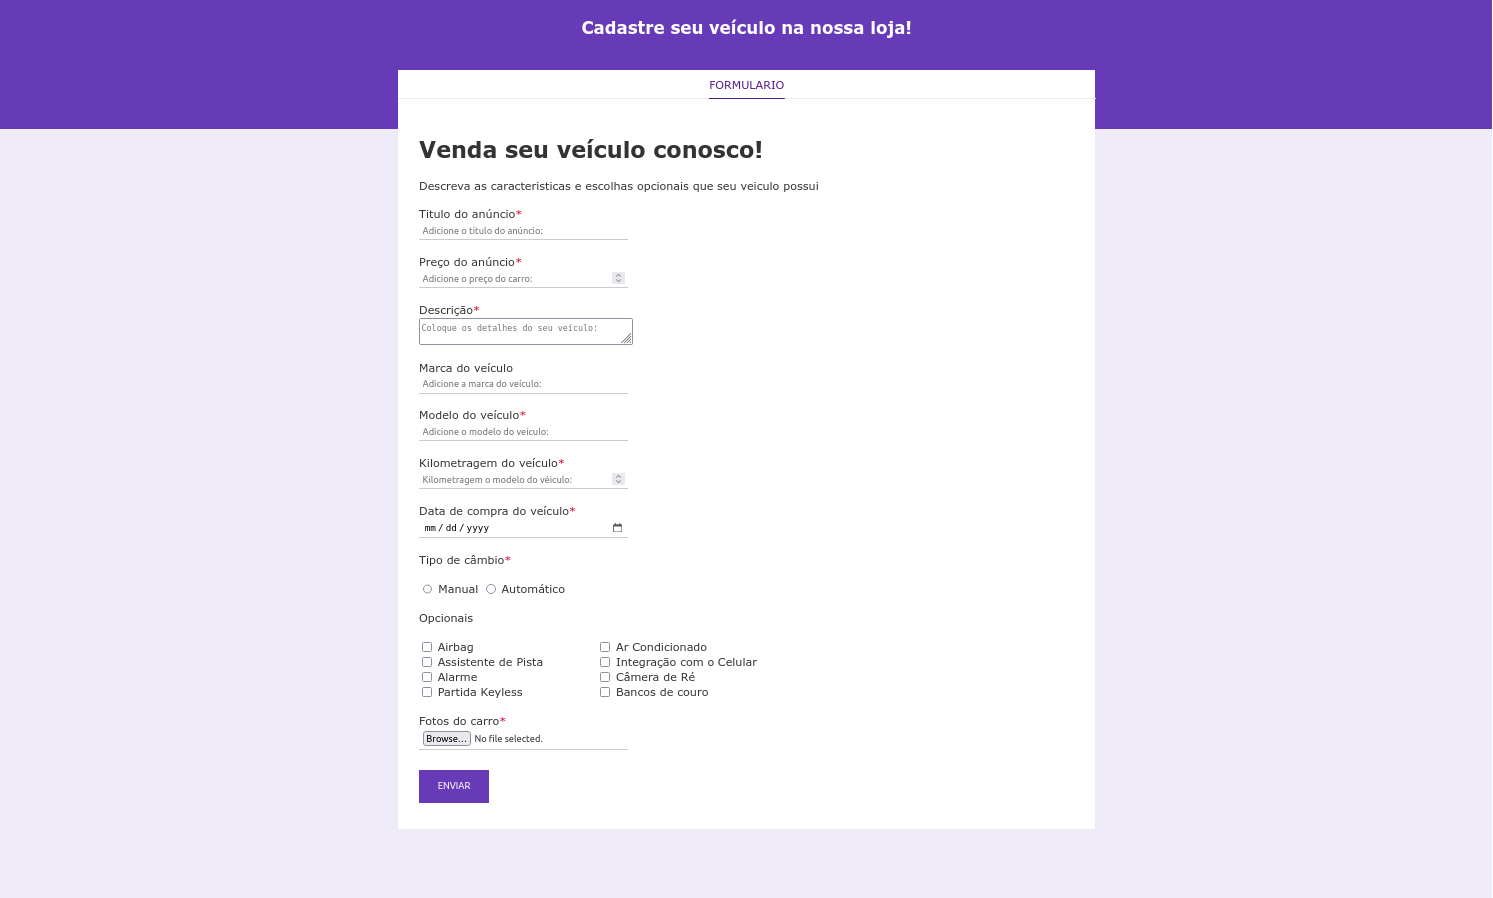 Cadastre seu veículo na nossa loja!
FORMULARIO
Venda seu veículo conosco!
Descreva as caracteristicas e escolhas opcionais que seu veiculo possui
Titulo do anúncio*
Adicione o titulo do anúncio:
Preço do anúncio*
Adicione o preço do carro:
Descrição*
Coloque os detalhes do seu veículo:
Marca do veículo
Adicione a marca do veículo:
Modelo do veículo*
Adicione o modelo do veículo:
Kilometragem do veículo*
Kilometragem o modelo do véiculo:
Data de compra do veículo*
mm/dd/yyyy
Tipo de câmbio*
Manual Automático
Opcionais
Airbag Ar Condicionado
Assistente de Pista Integração com o Celular
Alarme Câmera de Ré
Partida Keyless Bancos de couro
Fotos do carro*
Browse... No file selected.
ENVIAR